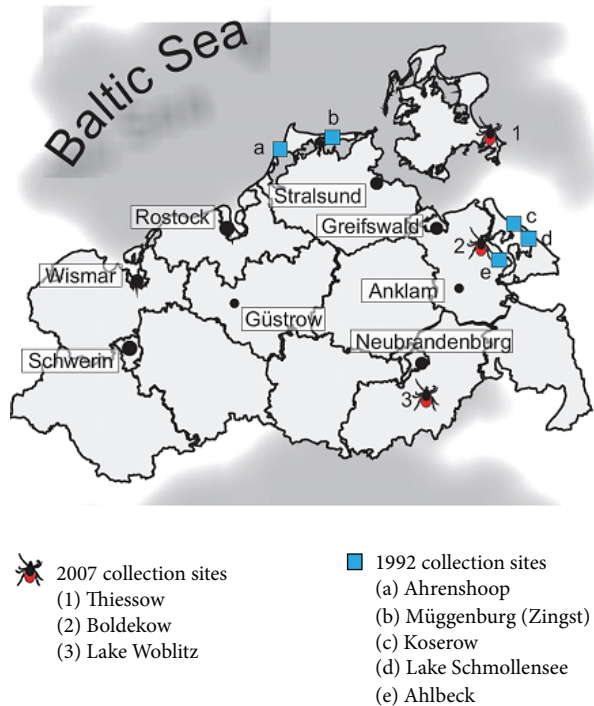 Baltic Sea
b
a
1
Stralsund
Rostock
Greifswald
c
d
2
e
Wismar
Anklam
Güstrow
Neubrandenburg
Schwerin
3
2007 collection sites
(1) Thiessow
(2) Boldekow
(3) Lake Woblitz
1992 collection sites
(a) Ahrenshoop
(b) Müggenburg (Zingst)
(c) Koserow
(d) Lake Schmollensee
(e) Ahlbeck